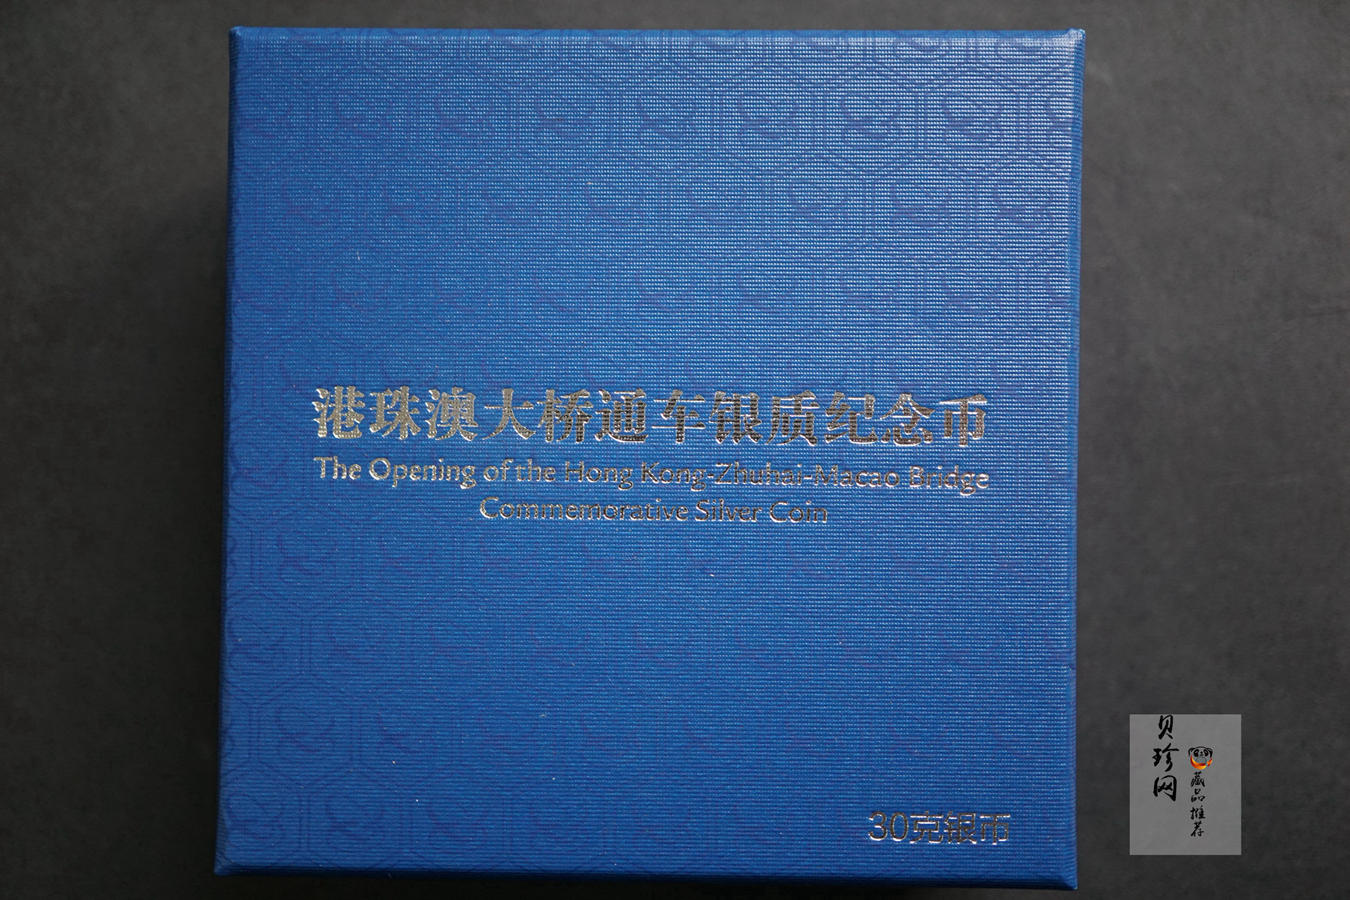 港珠澳大桥通车银质纪念币
The Opening of the Hong Kong-Zhuhai-Macao Bridge
Commemorative Silver Coin
30克银币
贝珍网
藏品推荐